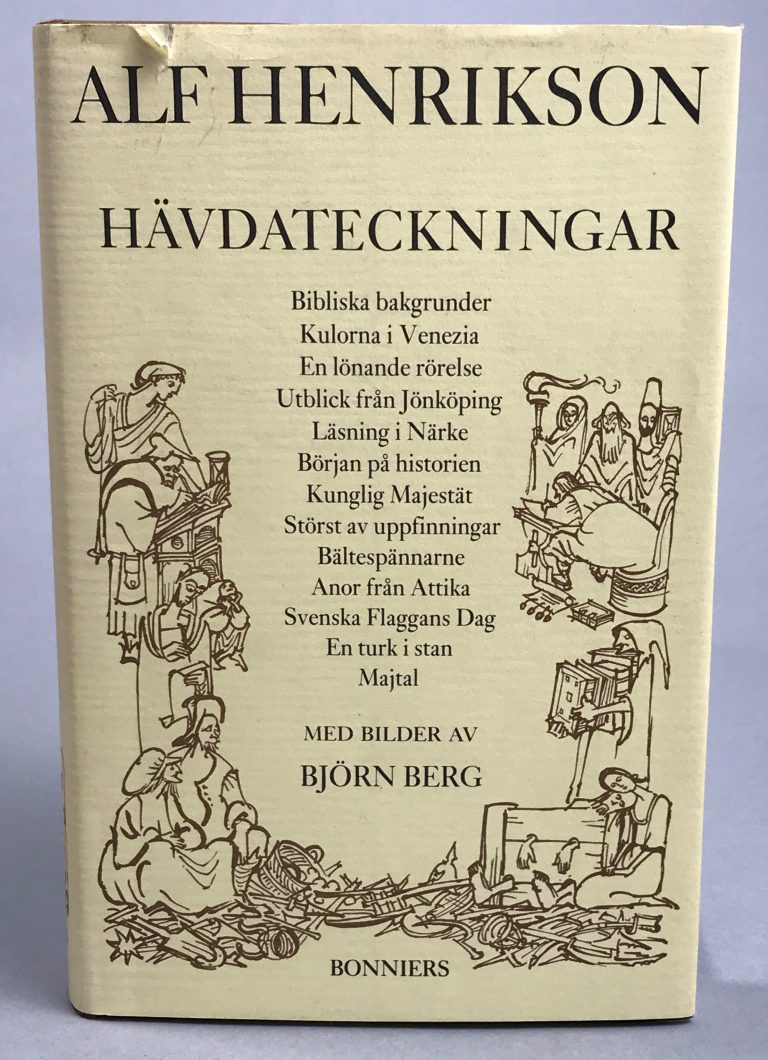 ALF HENRIKSON
HÄVDATECKNINGAR
Bibliska bakgrunder
Kulorna i Venezia
En lönande rörelse
Utblick från Jönköping
Läsning i Närke
Början på historien
Kunglig Majestät
Störst av uppfinningar
Bältespännarne
Anor från Attika
Svenska Flaggans Dag
En turk i stan
Majtal
MED BILDER AV
BJÖRN BERG
BONNIERS